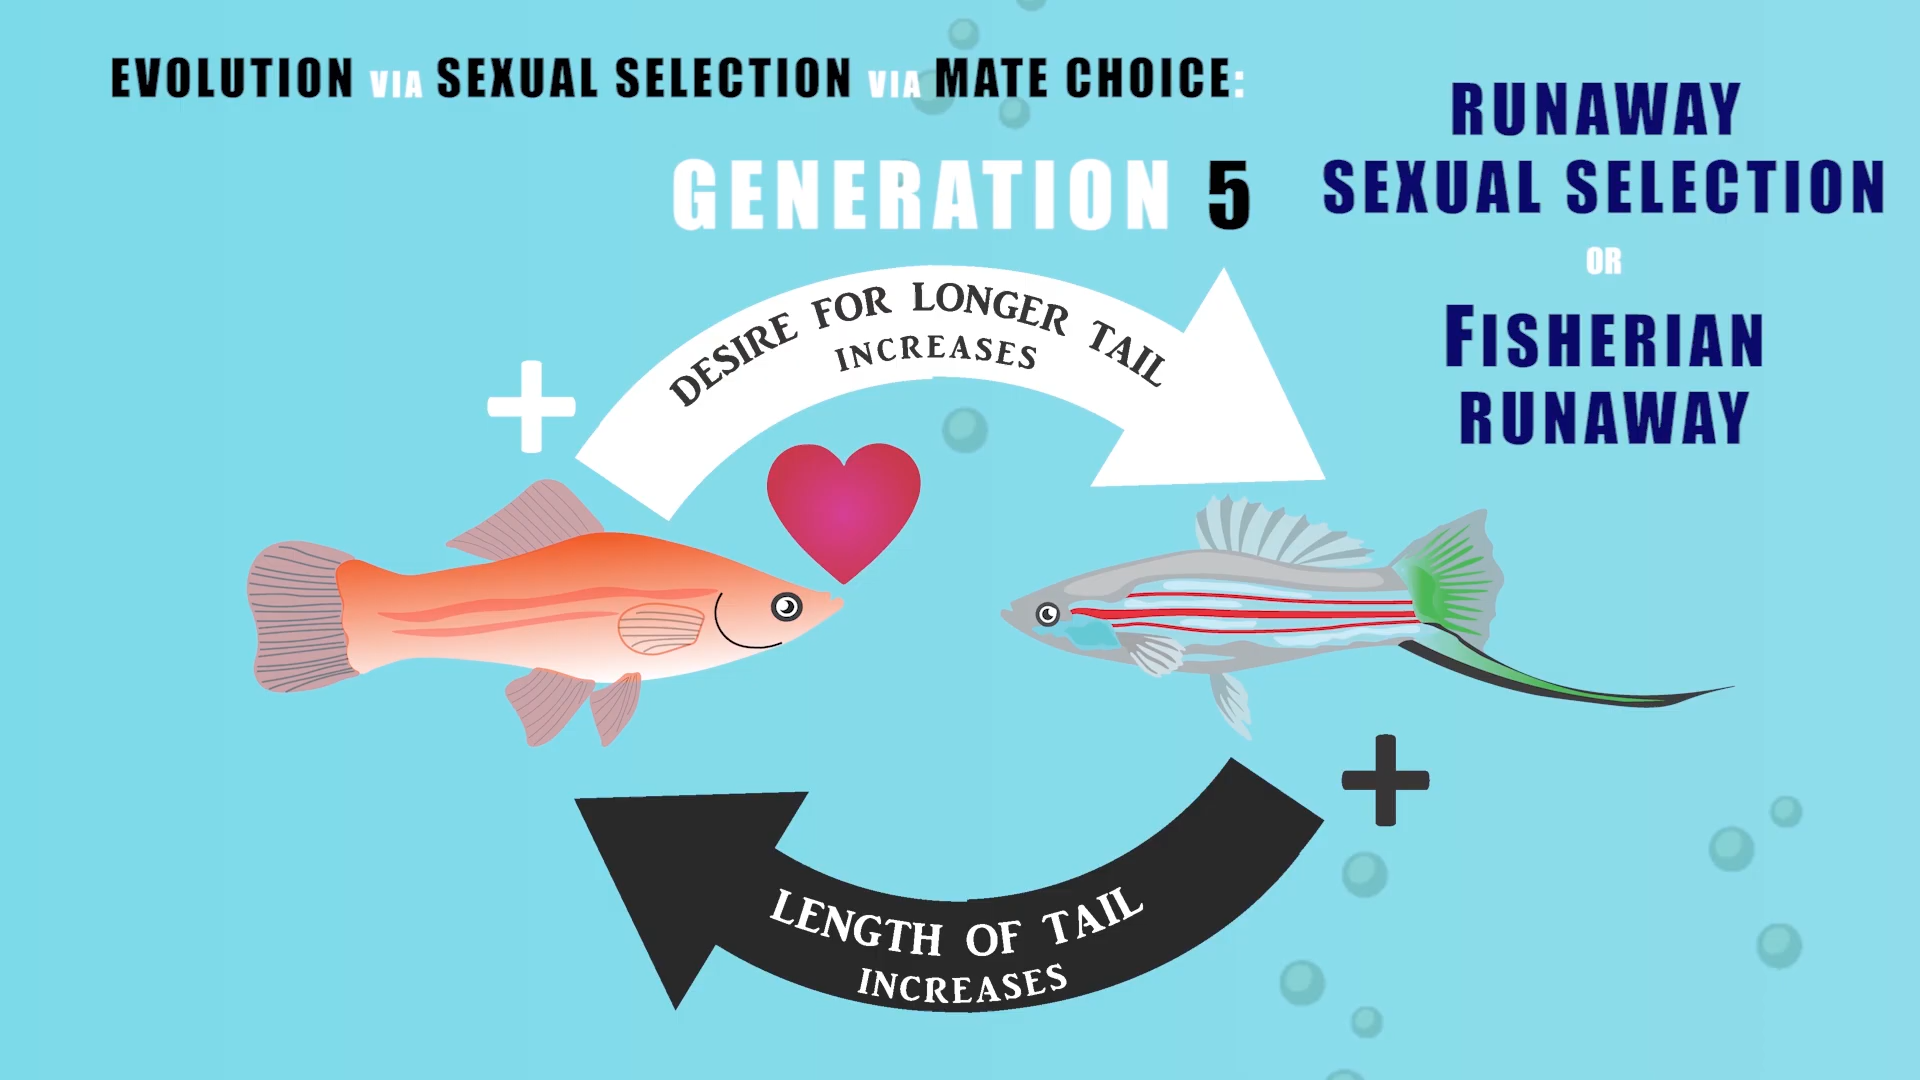 EVOLUTION VIA SEXUAL SELECTION VIA MATE CHOICE:
GENERATION 5
RUNAWAY
SEXUAL SELECTION
OR
FISHERIAN
RUNAWAY
DESIRE FOR LONGER TAIL
INCREASES
+
+
LENGTH OF TAIL
INCREASES